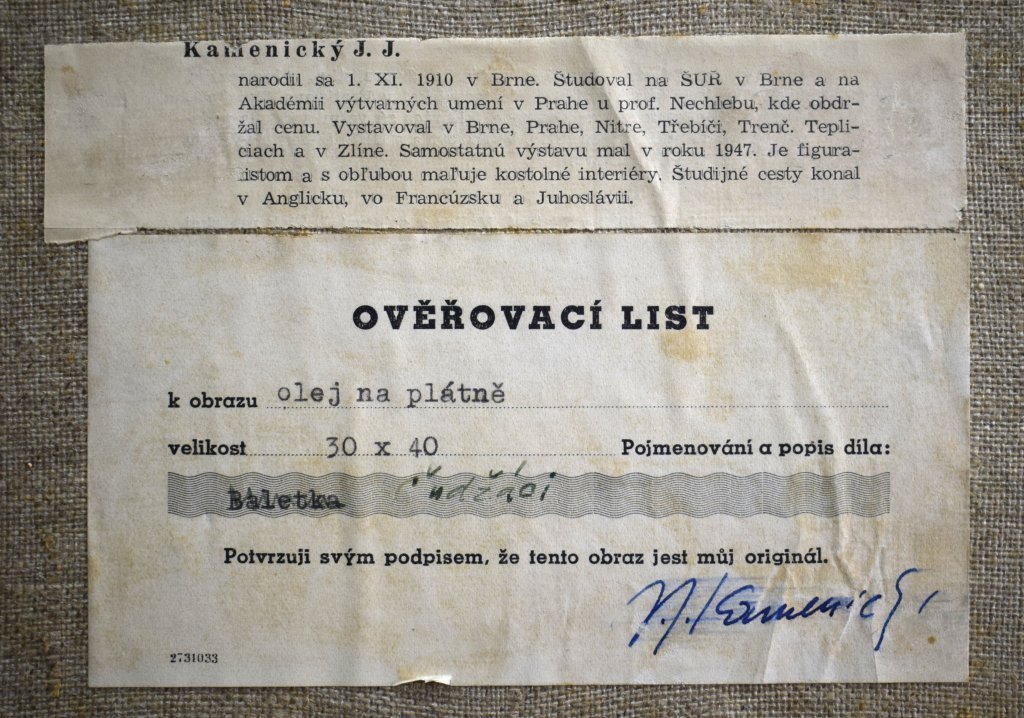 Kamenický J. J.
narodil sa 1. XI. 1910 v Brne. Študoval na ŠUR v Brne a na
Akadémii výtvarných umení v Prahe u prof. Nechlebu, kde obdr-
žal cenu. Vystavoval v Brne, Prahe, Nitre, Třebíči, Trenč. Tepli-
ciach a v Zlíne. Samostatnú výstavu mal v roku 1947. Je figura-
listom a s obľubou maľuje kostolné interiéry. Študijné cesty konal
v Anglicku, vo Francúzsku a Juhoslávii.
OVĚŘOVACÍ LIST
k obrazu olej na plátně
velikost 30 x 40 Pojmenování a popis díla:
Baletka
Potvrzuji svým podpisem, že tento obraz jest můj originál.
J. J. Kamenický
2731033